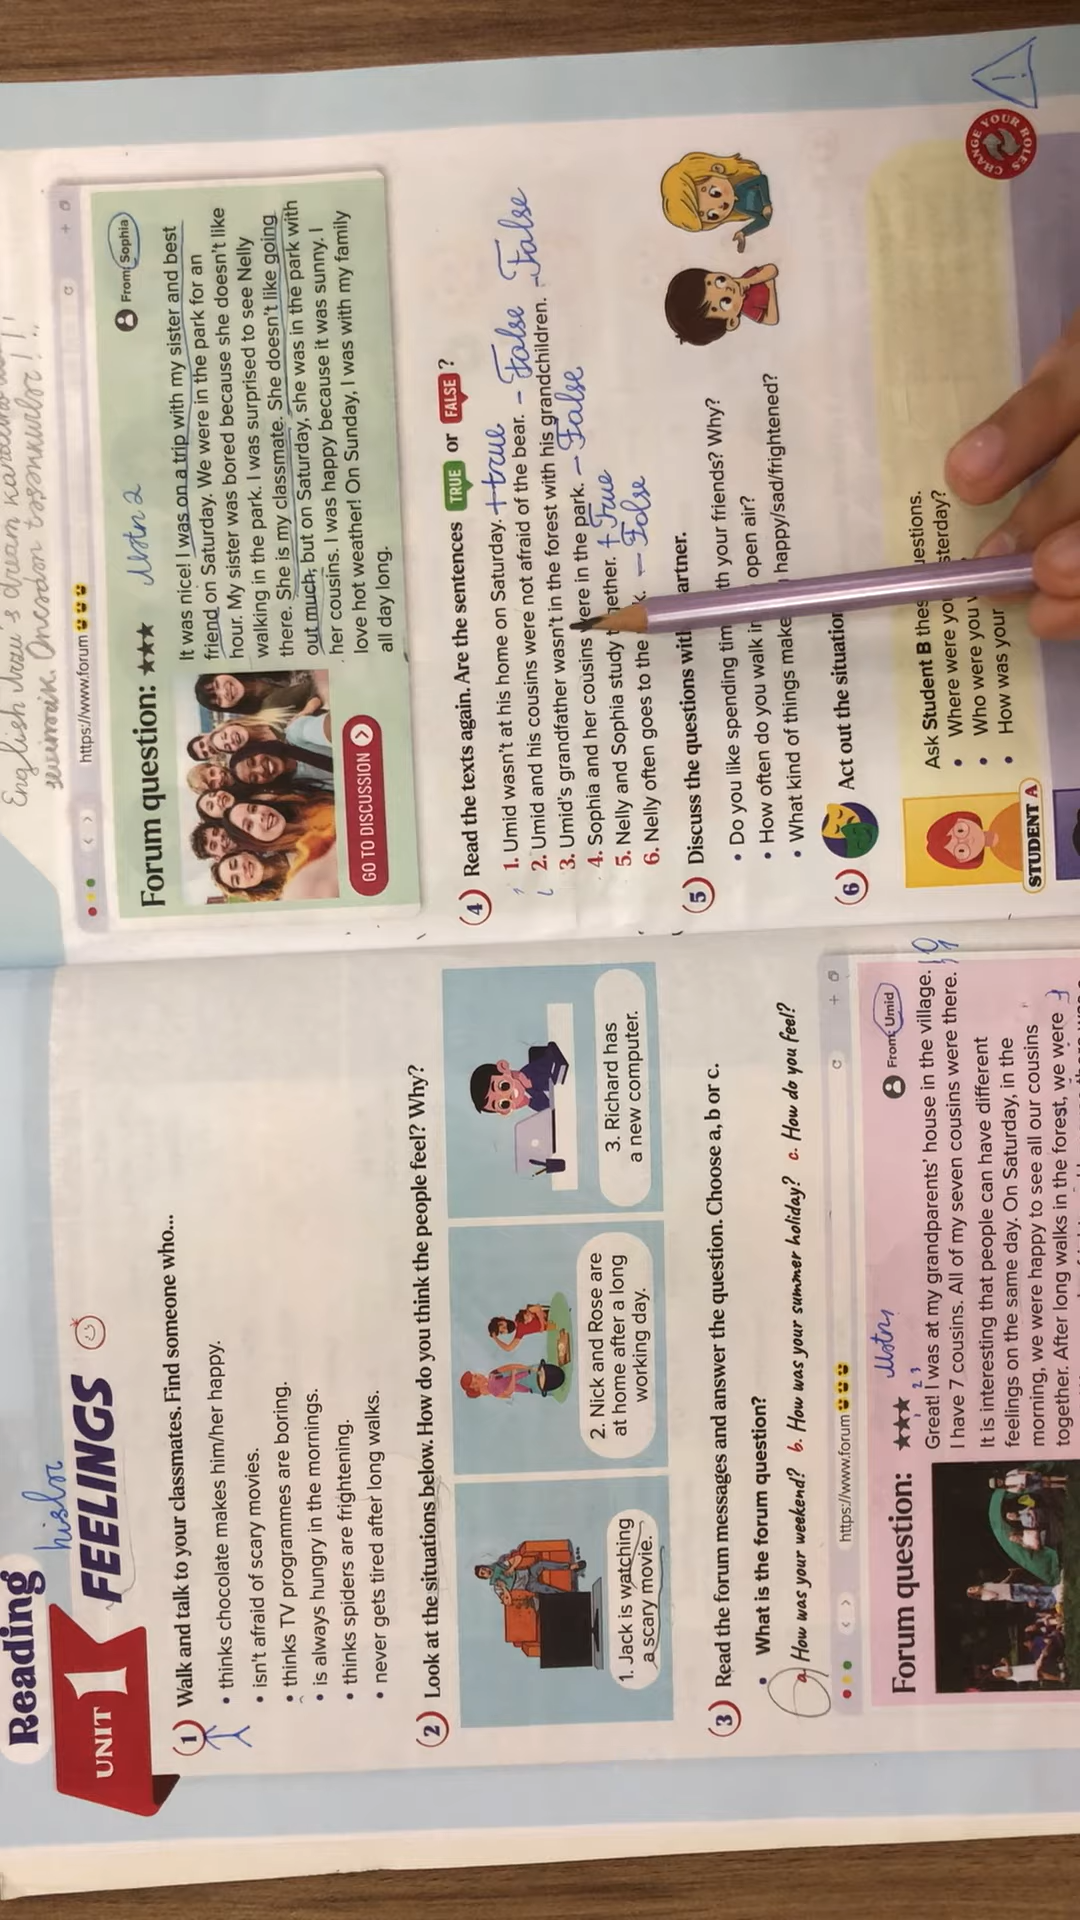 Reading
UNIT 1
FEELINGS
1 Walk and talk to your classmates. Find someone who...
• thinks chocolate makes him/her happy.
• isn't afraid of scary movies.
• thinks TV programmes are boring.
• is always hungry in the mornings.
• thinks spiders are frightening.
• never gets tired after long walks.
2 Look at the situations below. How do you think the people feel? Why?
1. Jack is watching
a scary movie.
2. Nick and Rose are
at home after a long
working day.
3. Richard has
a new computer.
3 Read the forum messages and answer the question. Choose a, b or c.
• What is the forum question?
a. How was your weekend? b. How was your summer holiday? c. How do you feel?
https://www.forum
Forum question: ★★★
From: Umid
Great! I was at my grandparents' house in the village.
I have 7 cousins. All of my seven cousins were there.
It is interesting that people can have different
feelings on the same day. On Saturday, in the
morning, we were happy to see all our cousins
together. After long walks in the forest, we were
English
dream
https://www.forum
Forum question: ★★★
From: Sophia
It was nice! I was on a trip with my sister and best
friend on Saturday. We were in the park for an
hour. My sister was bored because she doesn't like
walking in the park. I was surprised to see Nelly
there. She is my classmate. She doesn't like going
out much, but on Saturday, she was in the park with
her cousins. I was happy because it was sunny. I
love hot weather! On Sunday, I was with my family
all day long.
GO TO DISCUSSION
4 Read the texts again. Are the sentences TRUE or FALSE?
1. Umid wasn't at his home on Saturday. + true
2. Umid and his cousins were not afraid of the bear. - False
3. Umid's grandfather wasn't in the forest with his grandchildren. - False
4. Sophia and her cousins were in the park. - False
5. Nelly and Sophia study together. + True
6. Nelly often goes to the - False
5 Discuss the questions with artner.
• Do you like spending tim th your friends? Why?
• How often do you walk in open air?
• What kind of things make happy/sad/frightened?
6 Act out the situation
STUDENT A
Ask Student B thes uestions.
• Where were you sterday?
• Who were you
• How was your
CHANGE YOUR ROLES